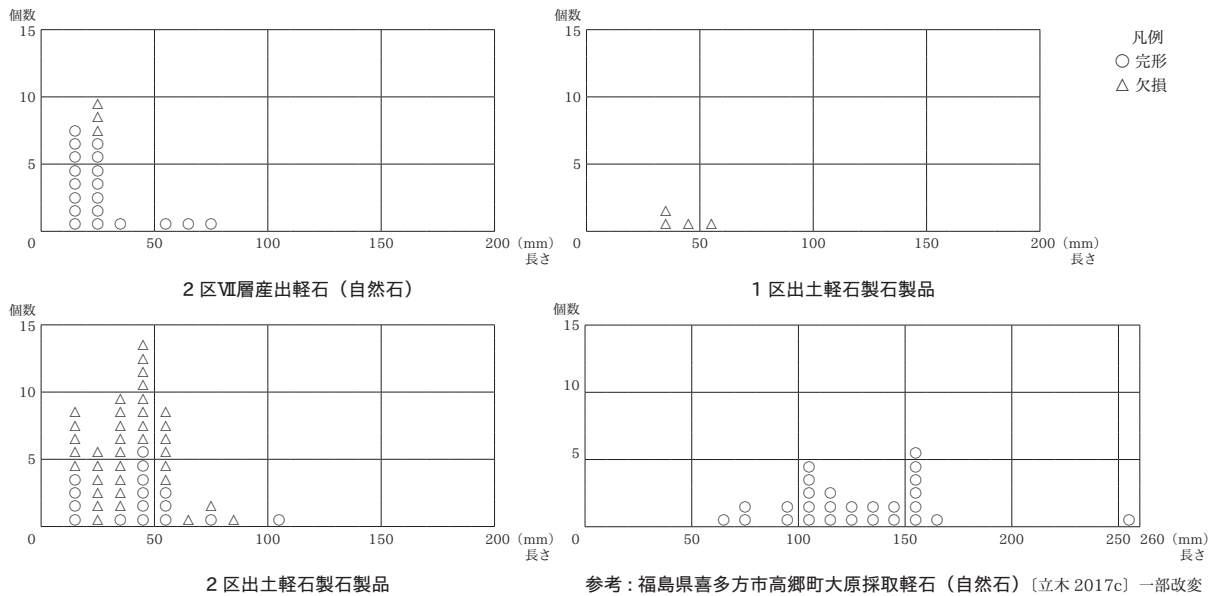 個数
15
10
5
0
50
100
150
200（mm）
長さ
2区Ⅶ層産出軽石（自然石）
個数
15
10
5
0
50
100
150
200（mm）
長さ
1区出土軽石製石製品
凡例
○ 完形
△ 欠損
個数
15
10
5
0
50
100
150
200（mm）
長さ
2区出土軽石製石製品
個数
15
10
5
0
50
100
150
200
250
260（mm）
長さ
参考：福島県喜多方市高郷町大原採取軽石（自然石）〔立木 2017c〕一部改変